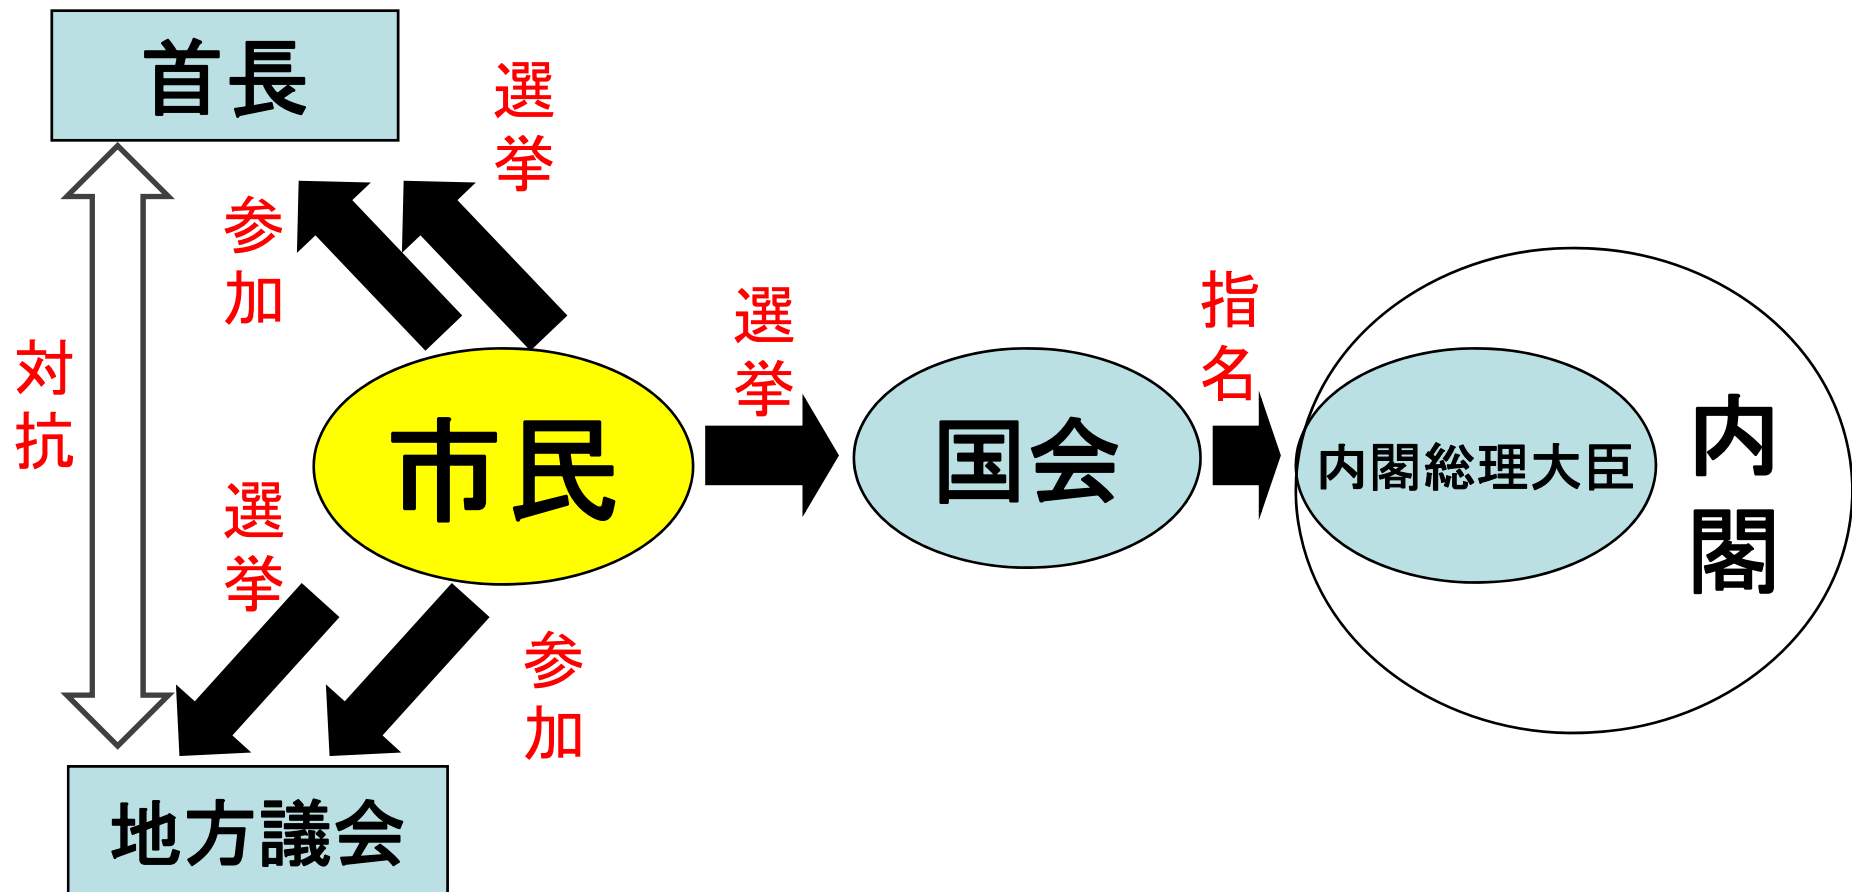 首長
選挙
参加
対抗
選挙
指名
市民
国会
内閣総理大臣
内閣
選挙
参加
地方議会